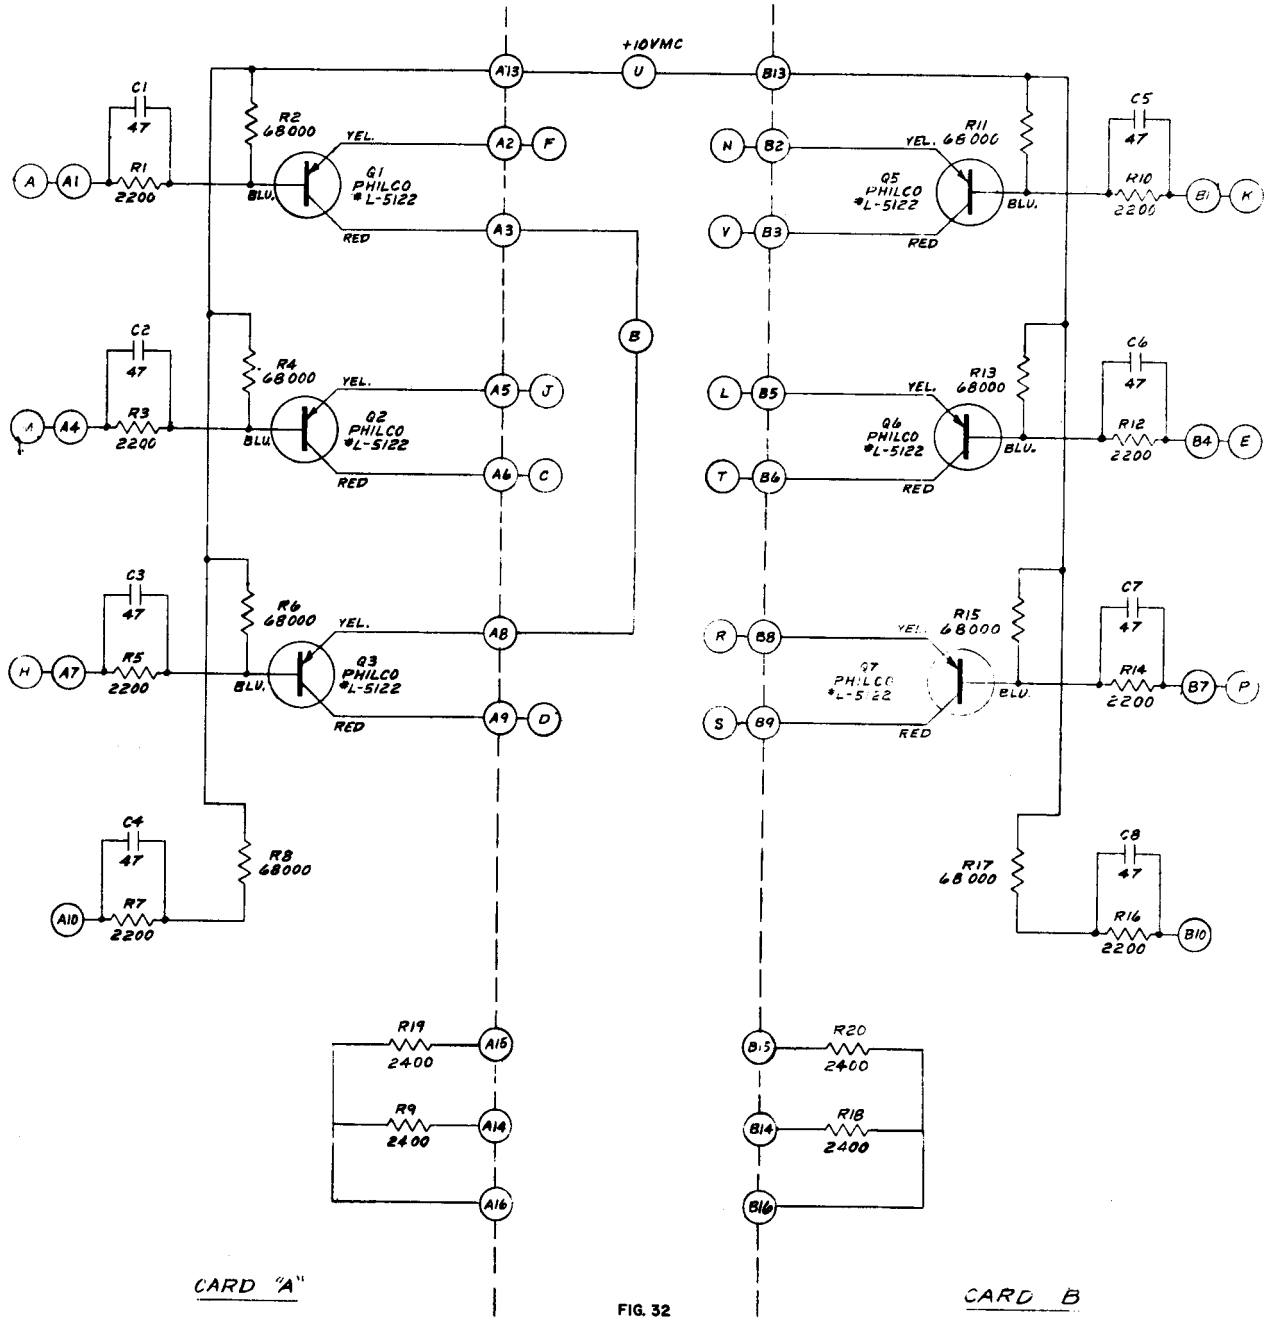 +10VMC
A13 U B13
C1
47
R2
68000
YEL.
A2 F
A A1
R1
2200
BLU.
Q1
PHILCO
#L-5122
RED
A3
N B2
YEL.
R11
68000
C5
47
Q5
PHILCO
#L-5122
BLU.
R10
2200
B1 K
V B3
RED
B
C2
47
R4
68000
YEL.
A5 J
A4
R3
2200
BLU.
Q2
PHILCO
#L-5122
RED
A6 C
L B5
YEL.
R13
68000
C6
47
Q6
PHILCO
#L-5122
BLU.
R12
2200
B4 E
T B6
RED
C3
47
R6
68000
YEL.
A8
H A7
R5
2200
BLU.
Q3
PHILCO
#L-5122
RED
A9 D
R B8
YEL.
R15
68000
C7
47
Q7
PHILCO
#L-5122
BLU.
R14
2200
B7 P
S B9
RED
C4
47
R8
68000
A10
R7
2200
R17
68000
C8
47
R16
2200
B10
R19
2400
A15
R9
2400
A14
A16
B15
R20
2400
B14
R18
2400
B16
CARD "A"
FIG. 32
CARD B